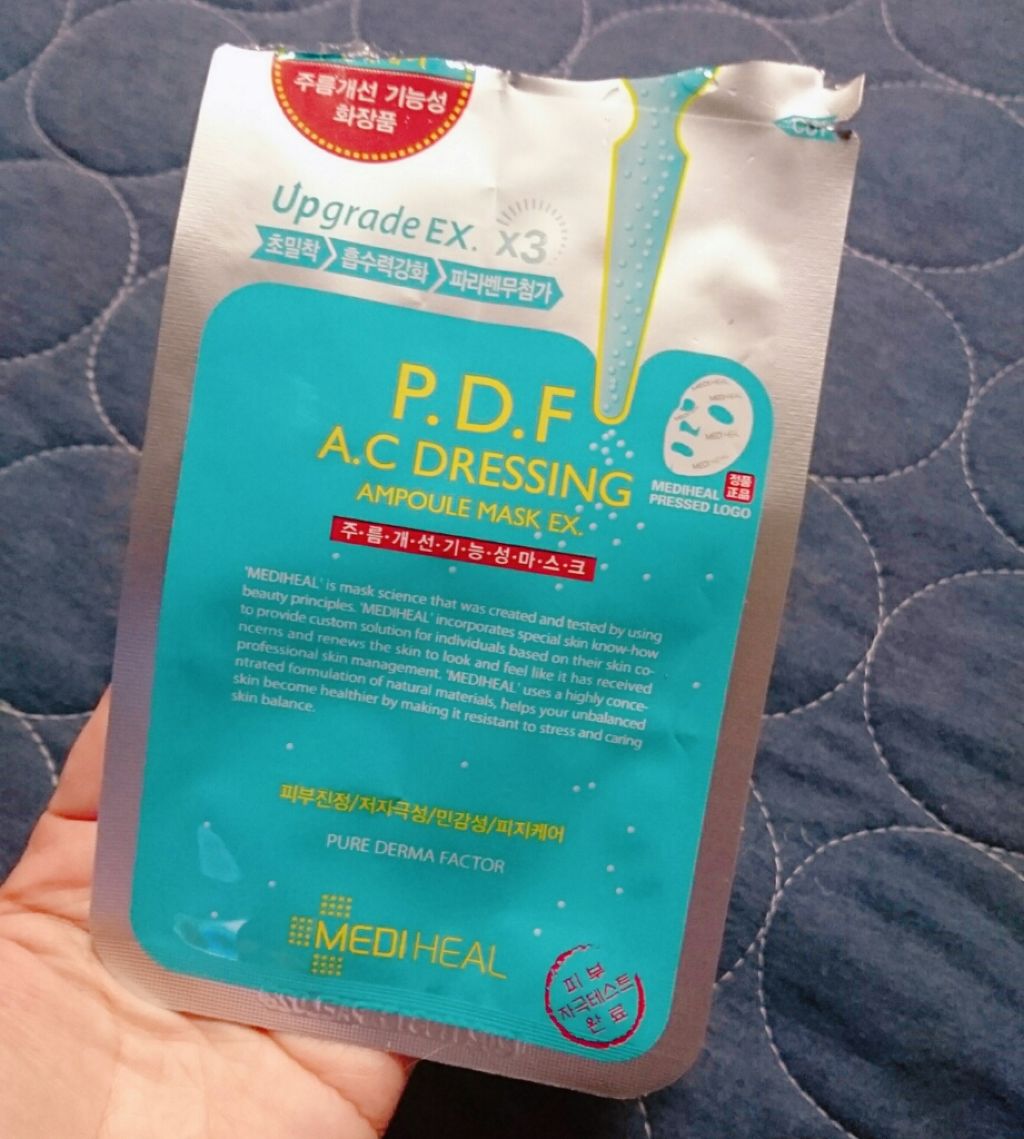 주름개선 기능성
화장품
CUT
Upgrade EX. x3
초밀착 흡수력강화 파라벤무첨가
P.D.F
A.C DRESSING
AMPOULE MASK EX.
주·름·개·선·기·능·성·마·스·크
MEDIHEAL
MEDIHEAL
MEDIHEAL
MEDIHEAL
MEDIHEAL 정품
PRESSED LOGO 正品
'MEDIHEAL' is mask science that was created and tested by using
beauty principles. 'MEDIHEAL' incorporates special skin know-how
to provide custom solution for individuals based on their skin co-
ncerns and renews the skin to look and feel like it has received
professional skin management. 'MEDIHEAL' uses a highly conce-
ntrated formulation of natural materials, helps your unbalanced
skin become healthier by making it resistant to stress and caring
skin balance.
피부진정/저자극성/민감성/피지케어
PURE DERMA FACTOR
MEDIHEAL
피부
자극테스트
완료